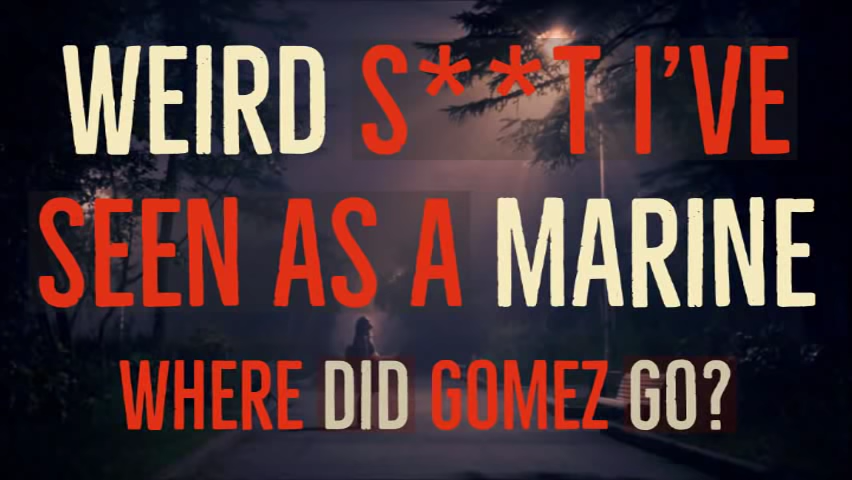 WEIRD S**T I'VE
SEEN AS A MARINE
WHERE DID GOMEZ GO?